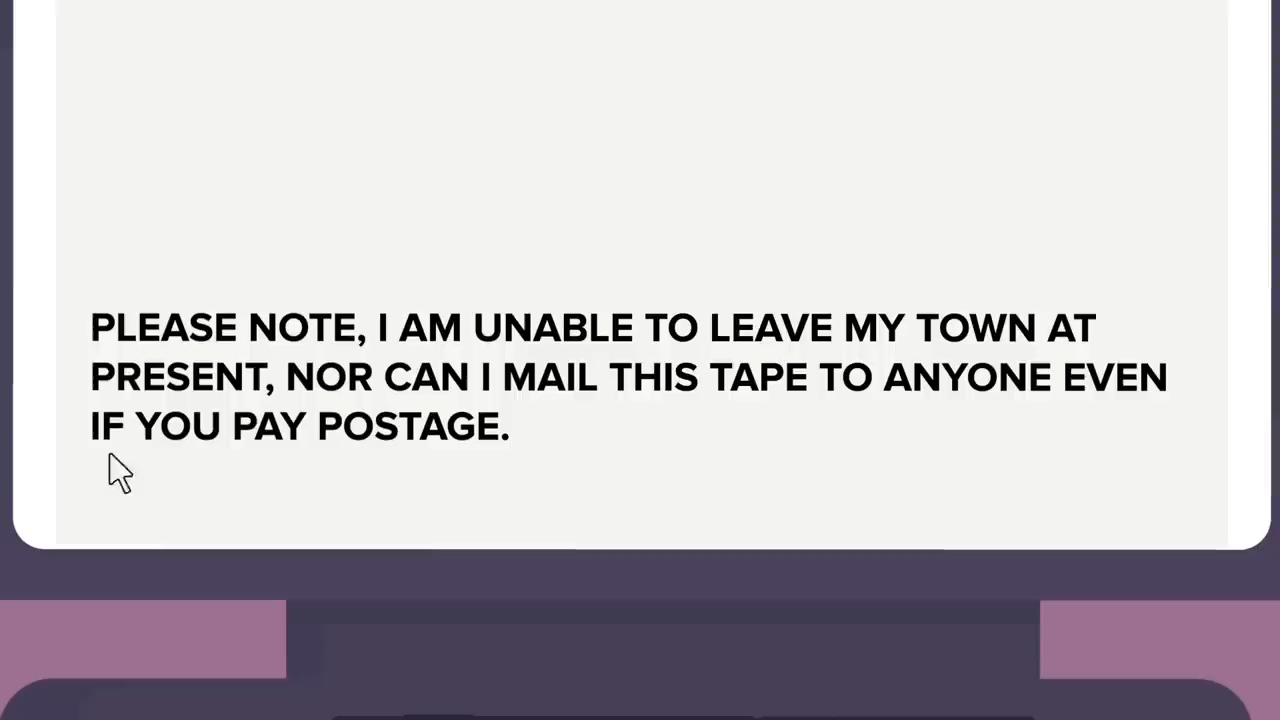 PLEASE NOTE, I AM UNABLE TO LEAVE MY TOWN AT
PRESENT, NOR CAN I MAIL THIS TAPE TO ANYONE EVEN
IF YOU PAY POSTAGE.